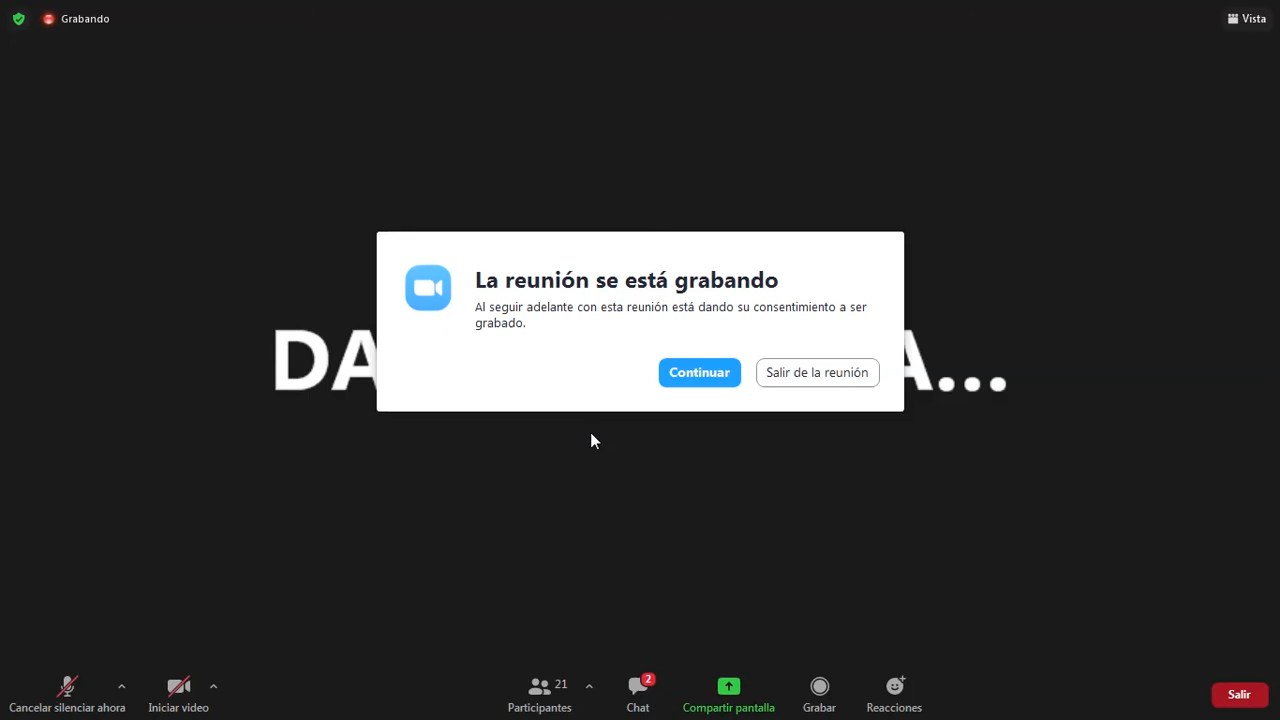 Grabando
Vista
La reunión se está grabando
Al seguir adelante con esta reunión está dando su consentimiento a ser
grabado.
DA A...
Continuar
Salir de la reunión
21
2
Cancelar silenciar ahora
Iniciar video
Participantes
Chat
Compartir pantalla
Grabar
Reacciones
Salir